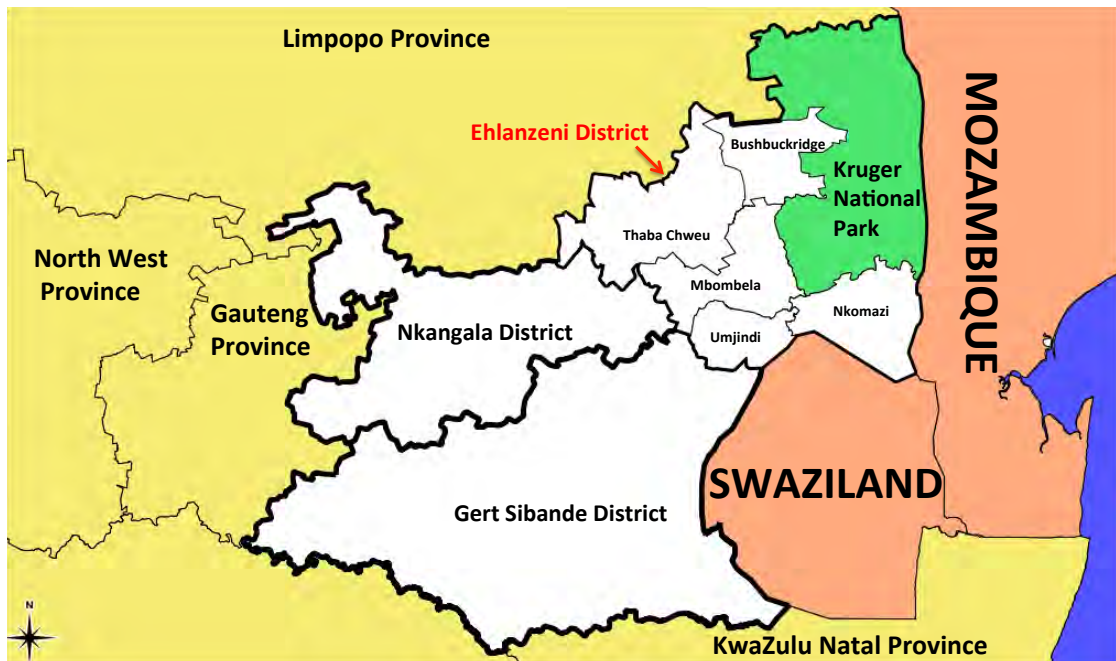 Limpopo Province
Ehlanzeni District
Bushbuckridge
Kruger
National
Park
MOZAMBIQUE
Thaba Chweu
North West
Province
Gauteng
Province
Mbombela
Nkomazi
Nkangala District
Umjindi
SWAZILAND
Gert Sibande District
N
KwaZulu Natal Province